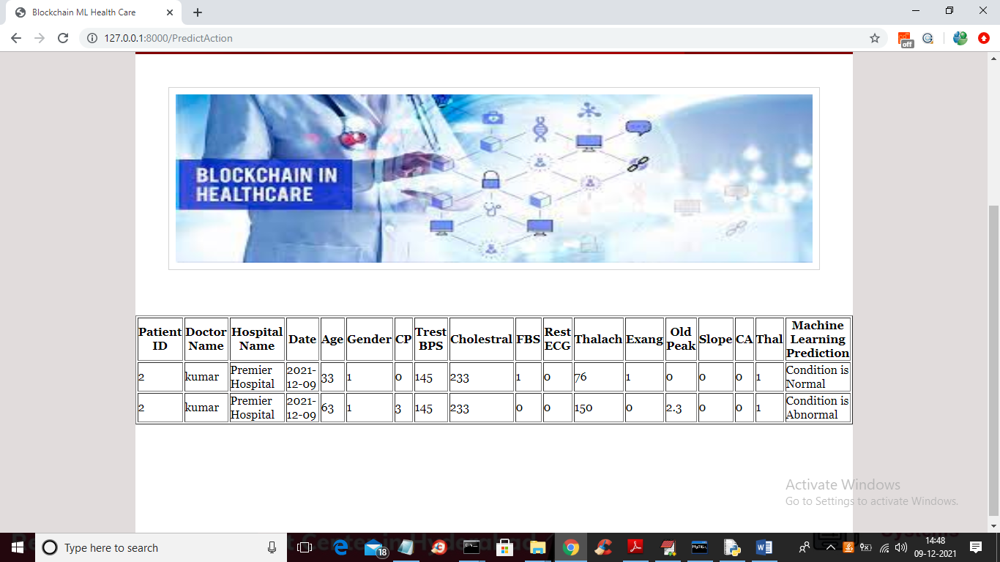 Blockchain ML Health Care
127.0.0.1:8000/PredictAction
off
BLOCKCHAIN IN
HEALTHCARE
Patient ID Doctor Name Hospital Name Date Age Gender CP Trest BPS Cholestral FBS Rest ECG Thalach Exang Old Peak Slope CA Thal Machine Learning Prediction
2 kumar Premier Hospital 2021-12-09 33 1 0 145 233 1 0 76 1 0 0 0 1 Condition is Normal
2 kumar Premier Hospital 2021-12-09 63 1 3 145 233 0 0 150 0 2.3 0 0 1 Condition is Abnormal
Activate Windows
Go to Settings to activate Windows.
Type here to search
18
MySQL
14:48
09-12-2021